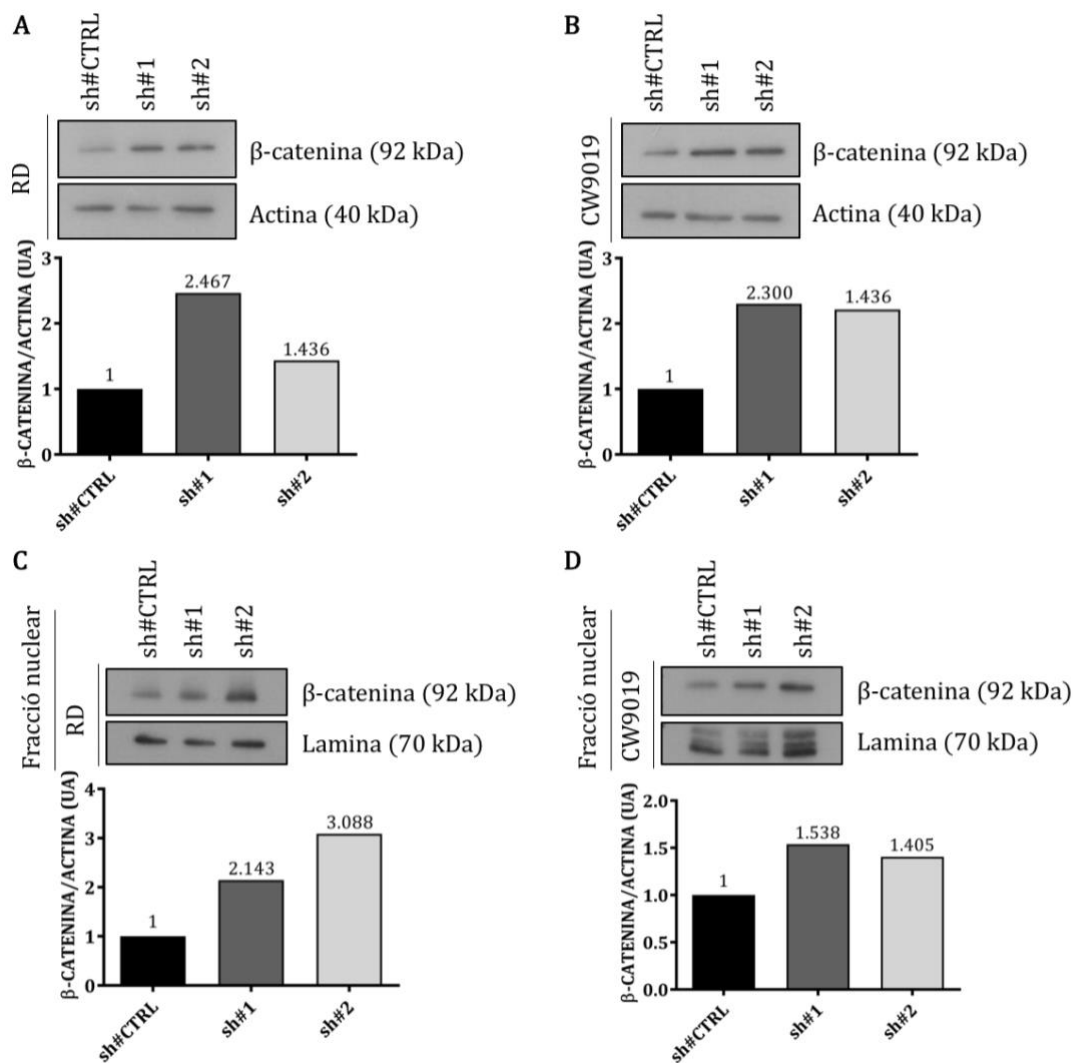 A
sh#CTRL
sh#1
sh#2
RD
β-catenina (92 kDa)
Actina (40 kDa)
β-CATENINA/ACTINA (UA)
3
2
1
0
1
2.467
1.436
sh#CTRL
sh#1
sh#2
B
sh#CTRL
sh#1
sh#2
CW9019
β-catenina (92 kDa)
Actina (40 kDa)
β-CATENINA/ACTINA (UA)
3
2
1
0
1
2.300
1.436
sh#CTRL
sh#1
sh#2
C
sh#CTRL
sh#1
sh#2
Fracció nuclear
RD
β-catenina (92 kDa)
Lamina (70 kDa)
β-CATENINA/ACTINA (UA)
4
3
2
1
0
1
2.143
3.088
sh#CTRL
sh#1
sh#2
D
sh#CTRL
sh#1
sh#2
Fracció nuclear
CW9019
β-catenina (92 kDa)
Lamina (70 kDa)
β-CATENINA/ACTINA (UA)
2.0
1.5
1.0
0.5
0.0
1
1.538
1.405
sh#CTRL
sh#1
sh#2